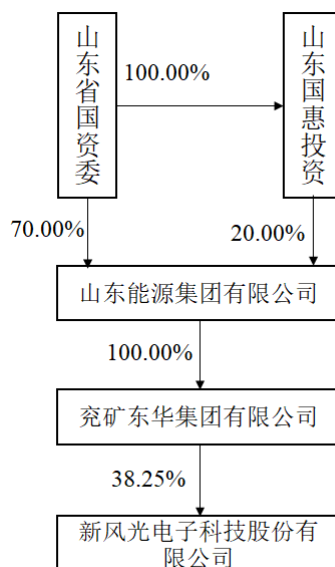 山东省国资委
100.00%
山东国惠投资
70.00%
20.00%
山东能源集团有限公司
100.00%
兖矿东华集团有限公司
38.25%
新风光电子科技股份有
限公司